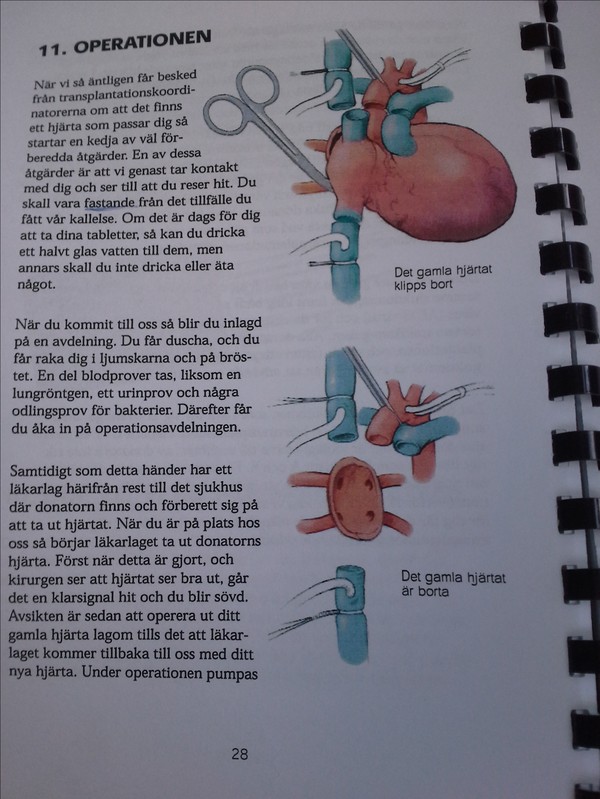 11. OPERATIONEN
När vi så äntligen får besked
från transplantationskoordi-
natorerna om att det finns
ett hjärta som passar dig så
startar en kedja av väl för-
beredda åtgärder. En av dessa
åtgärder är att vi genast tar kontakt
med dig och ser till att du reser hit. Du
skall vara fastande från det tillfälle du
fått vår kallelse. Om det är dags för dig
att ta dina tabletter, så kan du dricka
ett halvt glas vatten till dem, men
annars skall du inte dricka eller äta
något.
Det gamla hjärtat
klipps bort
När du kommit till oss så blir du inlagd
på en avdelning. Du får duscha, och du
får raka dig i ljumskarna och på brös-
tet. En del blodprover tas, liksom en
lungröntgen, ett urinprov och några
odlingsprov för bakterier. Därefter får
du åka in på operationsavdelningen.
Samtidigt som detta händer har ett
läkarlag härifrån rest till det sjukhus
där donatorn finns och förberett sig på
att ta ut hjärtat. När du är på plats hos
oss så börjar läkarlaget ta ut donatorns
hjärta. Först när detta är gjort, och
kirurgen ser att hjärtat ser bra ut, går
det en klarsignal hit och du blir sövd.
Avsikten är sedan att operera ut ditt
gamla hjärta lagom tills det att läkar-
laget kommer tillbaka till oss med ditt
nya hjärta. Under operationen pumpas
Det gamla hjärtat
är borta
28